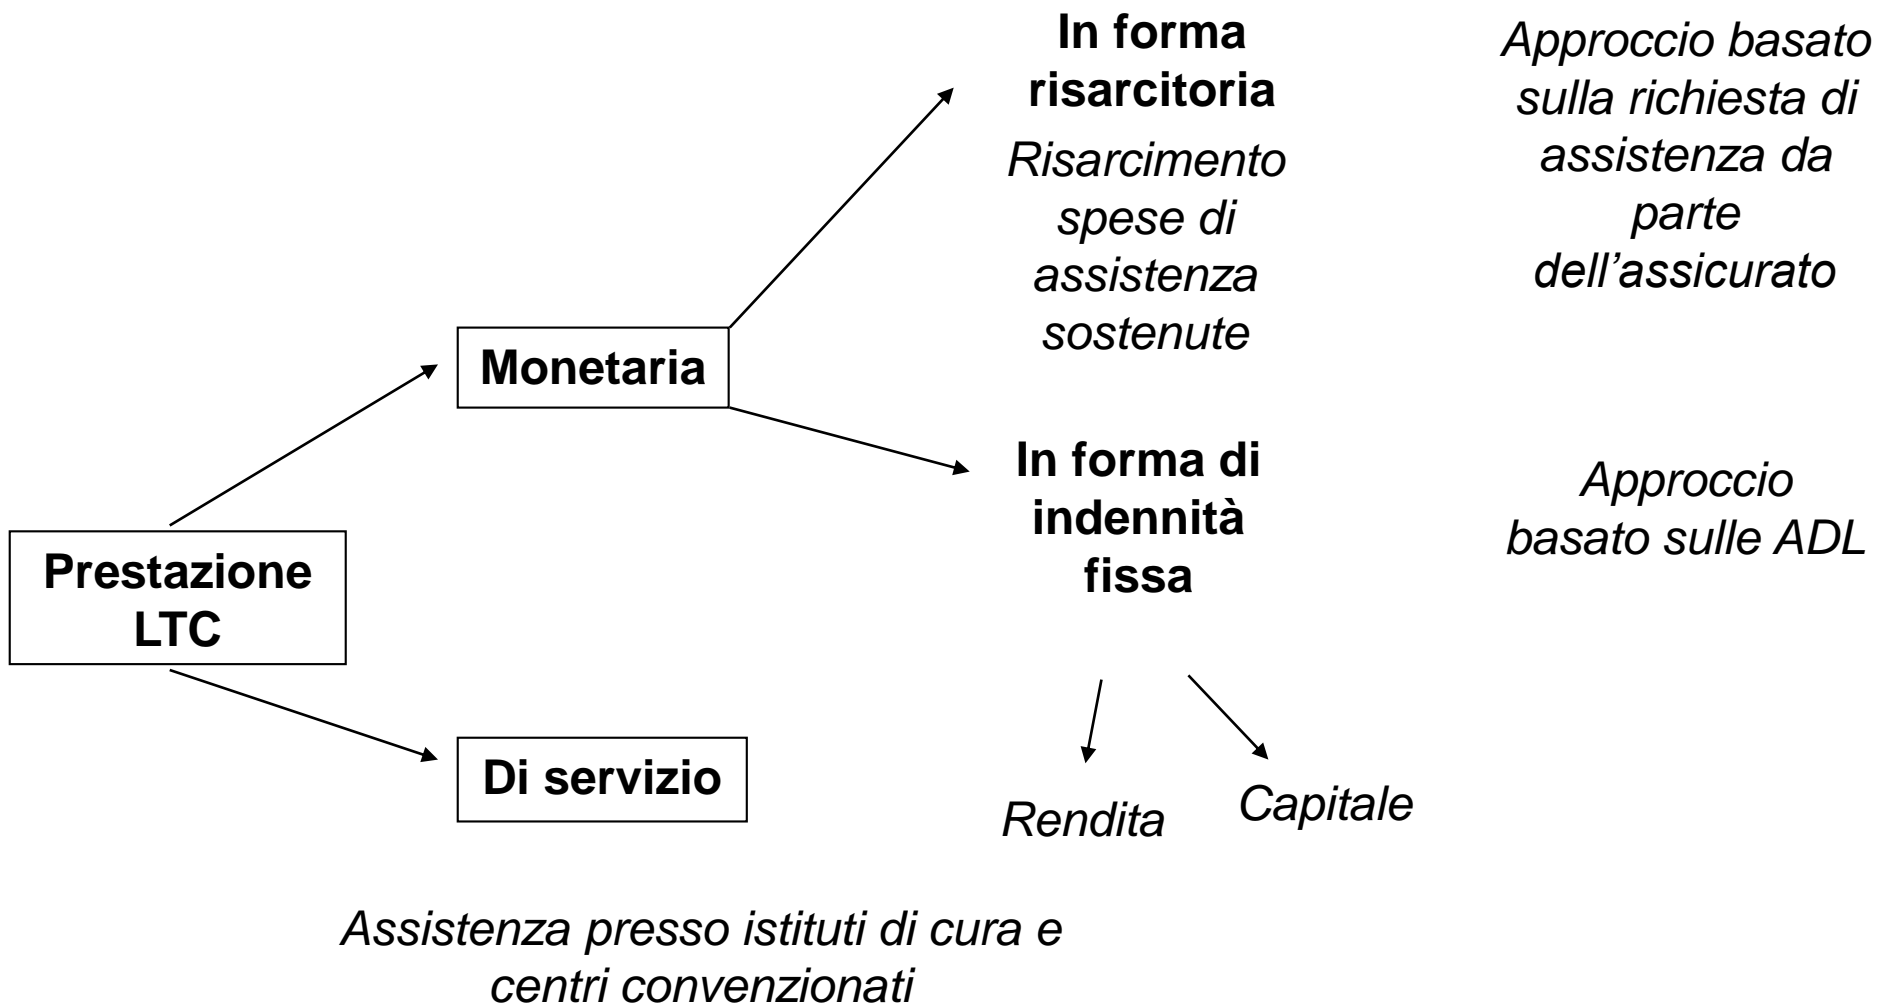 In forma
risarcitoria
Risarcimento
spese di
assistenza
sostenute
Approccio basato
sulla richiesta di
assistenza da
parte
dell’assicurato
Monetaria
In forma di
indennità
fissa
Approccio
basato sulle ADL
Prestazione
LTC
Di servizio
Rendita
Capitale
Assistenza presso istituti di cura e
centri convenzionati